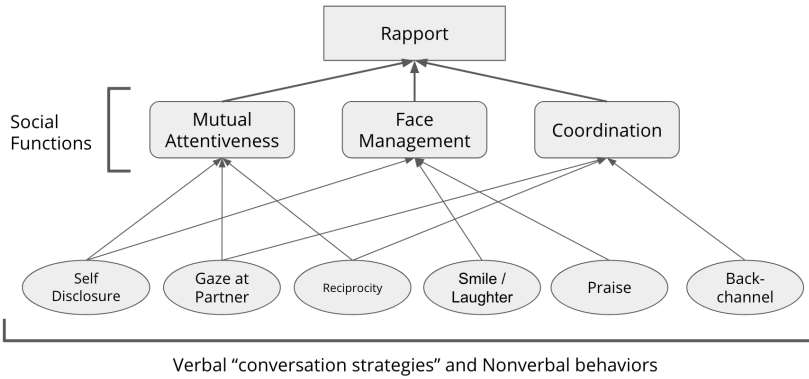 Rapport
Social
Functions
Mutual
Attentiveness
Face
Management
Coordination
Self
Disclosure
Gaze at
Partner
Reciprocity
Smile /
Laughter
Praise
Back-
channel
Verbal “conversation strategies” and Nonverbal behaviors